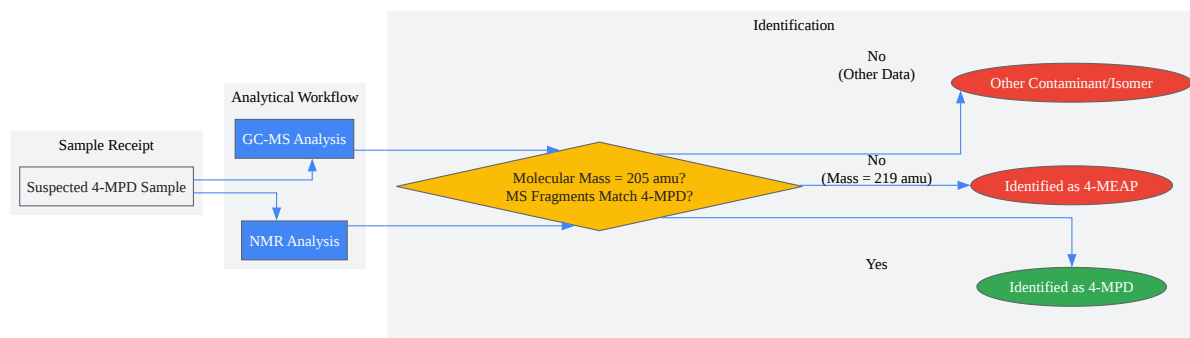 Sample Receipt
Suspected 4-MPD Sample
Analytical Workflow
GC-MS Analysis
NMR Analysis
Identification
Molecular Mass = 205 amu?
MS Fragments Match 4-MPD?
No
(Other Data)
Other Contaminant/Isomer
No
(Mass = 219 amu)
Identified as 4-MEAP
Yes
Identified as 4-MPD